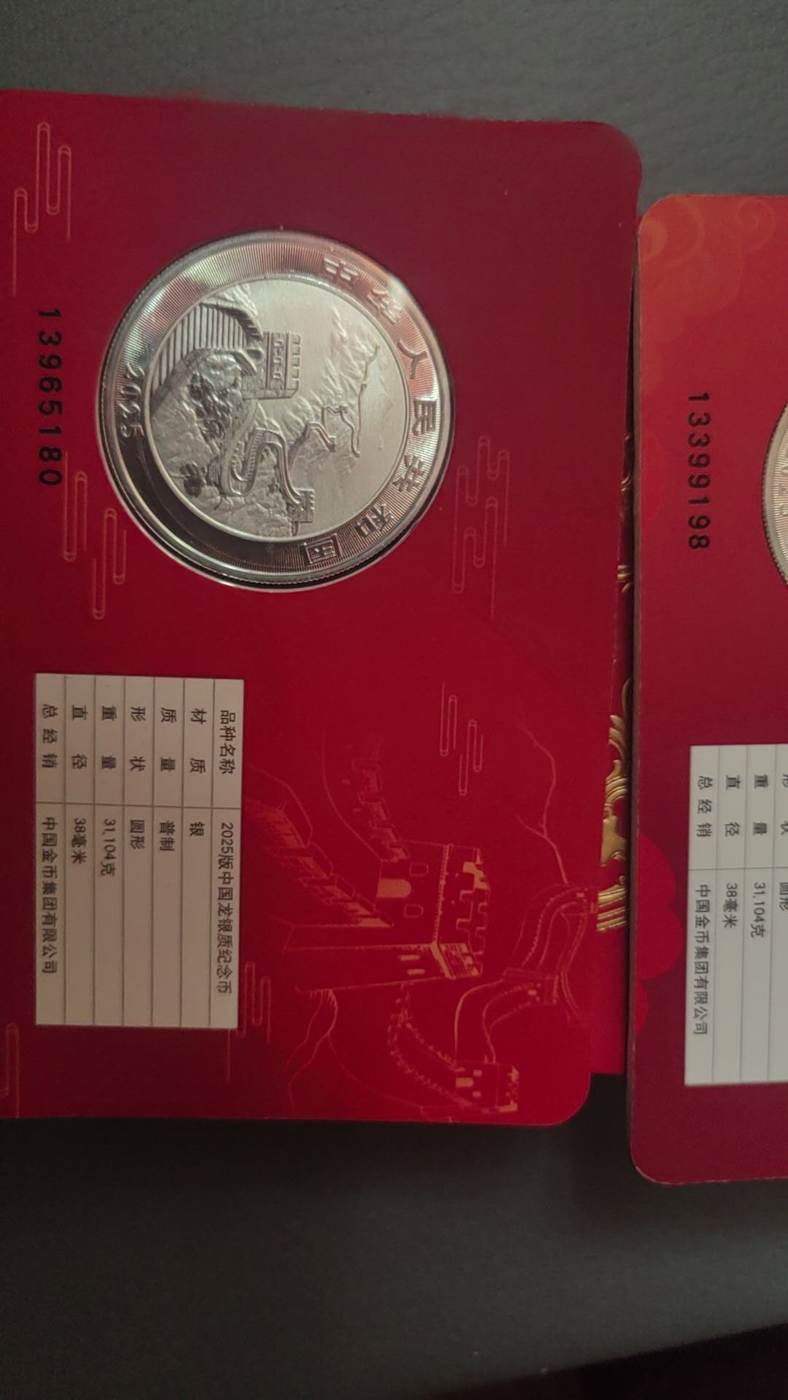 中华人民共和国
2025
13965180
品种名称 2025版中国龙银质纪念币
材质 银
质量 普制
形状 圆形
重量 31.104克
直径 38毫米
总经销 中国金币集团有限公司
13399198
形状 圆形
重量 31.104克
直径 38毫米
总经销 中国金币集团有限公司